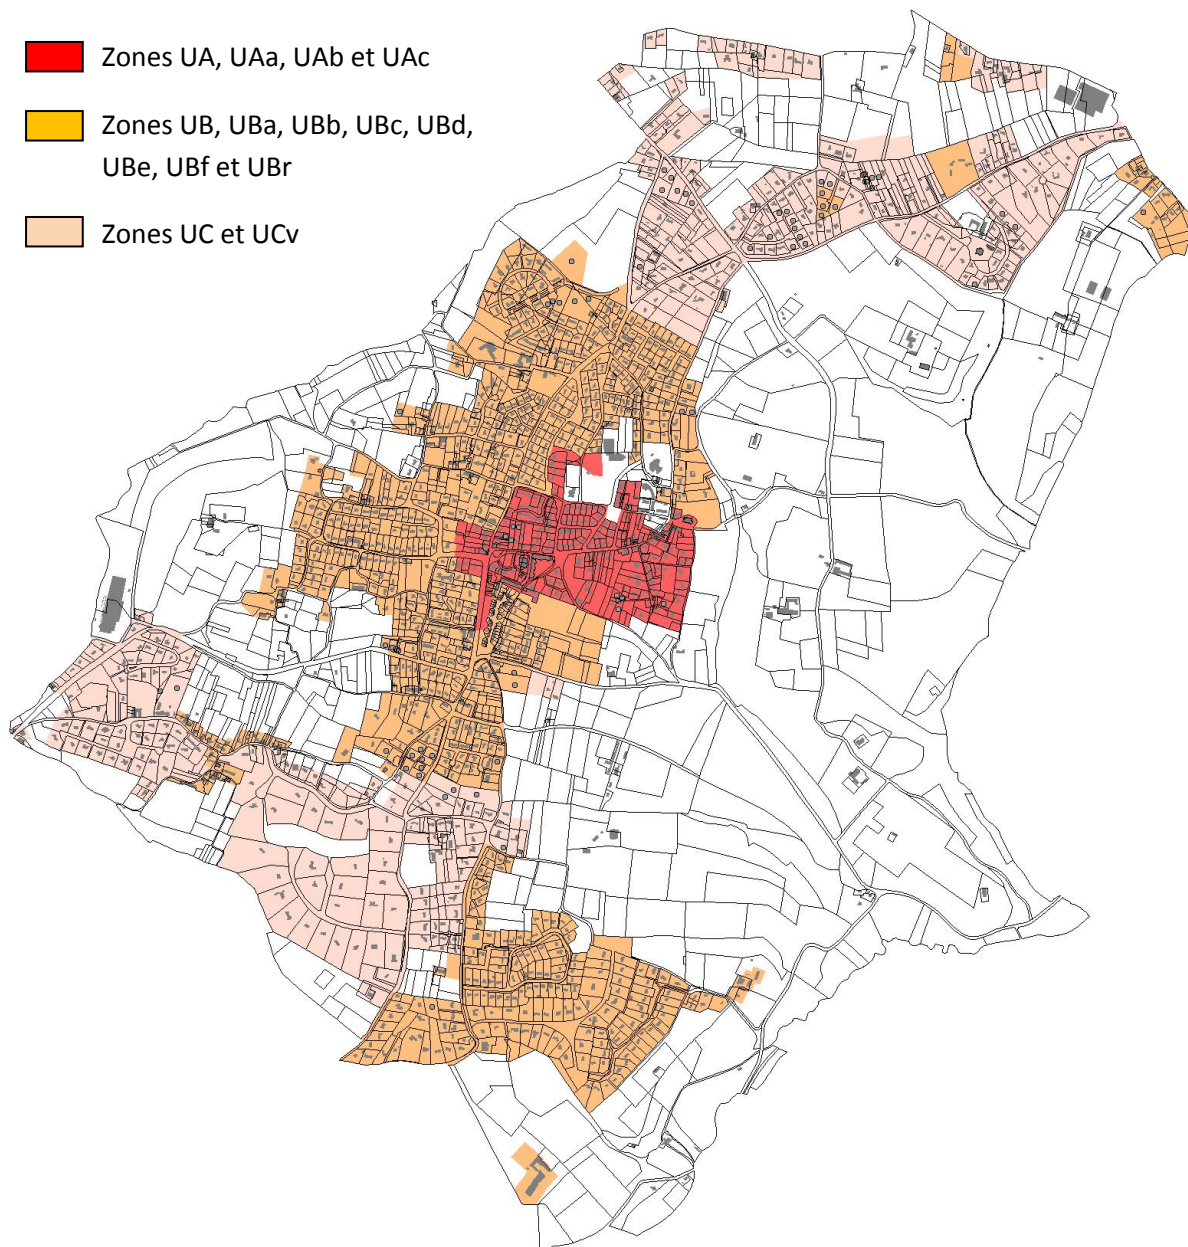 Zones UA, UAa, UAb et UAc
Zones UB, UBa, UBb, UBc, UBd,
UBe, UBf et UBr
Zones UC et UCv